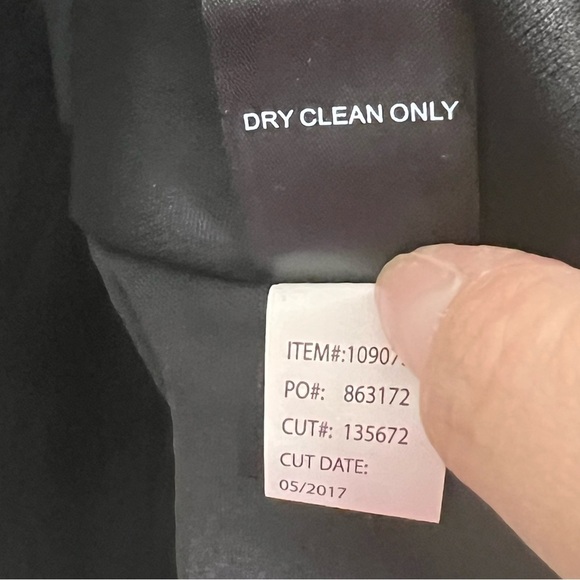 DRY CLEAN ONLY
ITEM#:10907
PO#: 863172
CUT#: 135672
CUT DATE:
05/2017